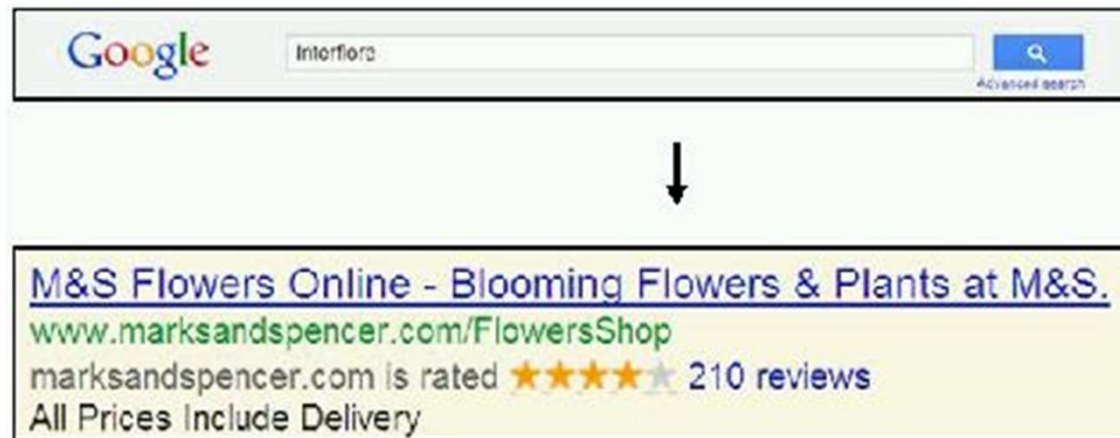 Google
Interflora
Advanced search
M&S Flowers Online - Blooming Flowers & Plants at M&S.
www.marksandspencer.com/FlowersShop
marksandspencer.com is rated 210 reviews
All Prices Include Delivery